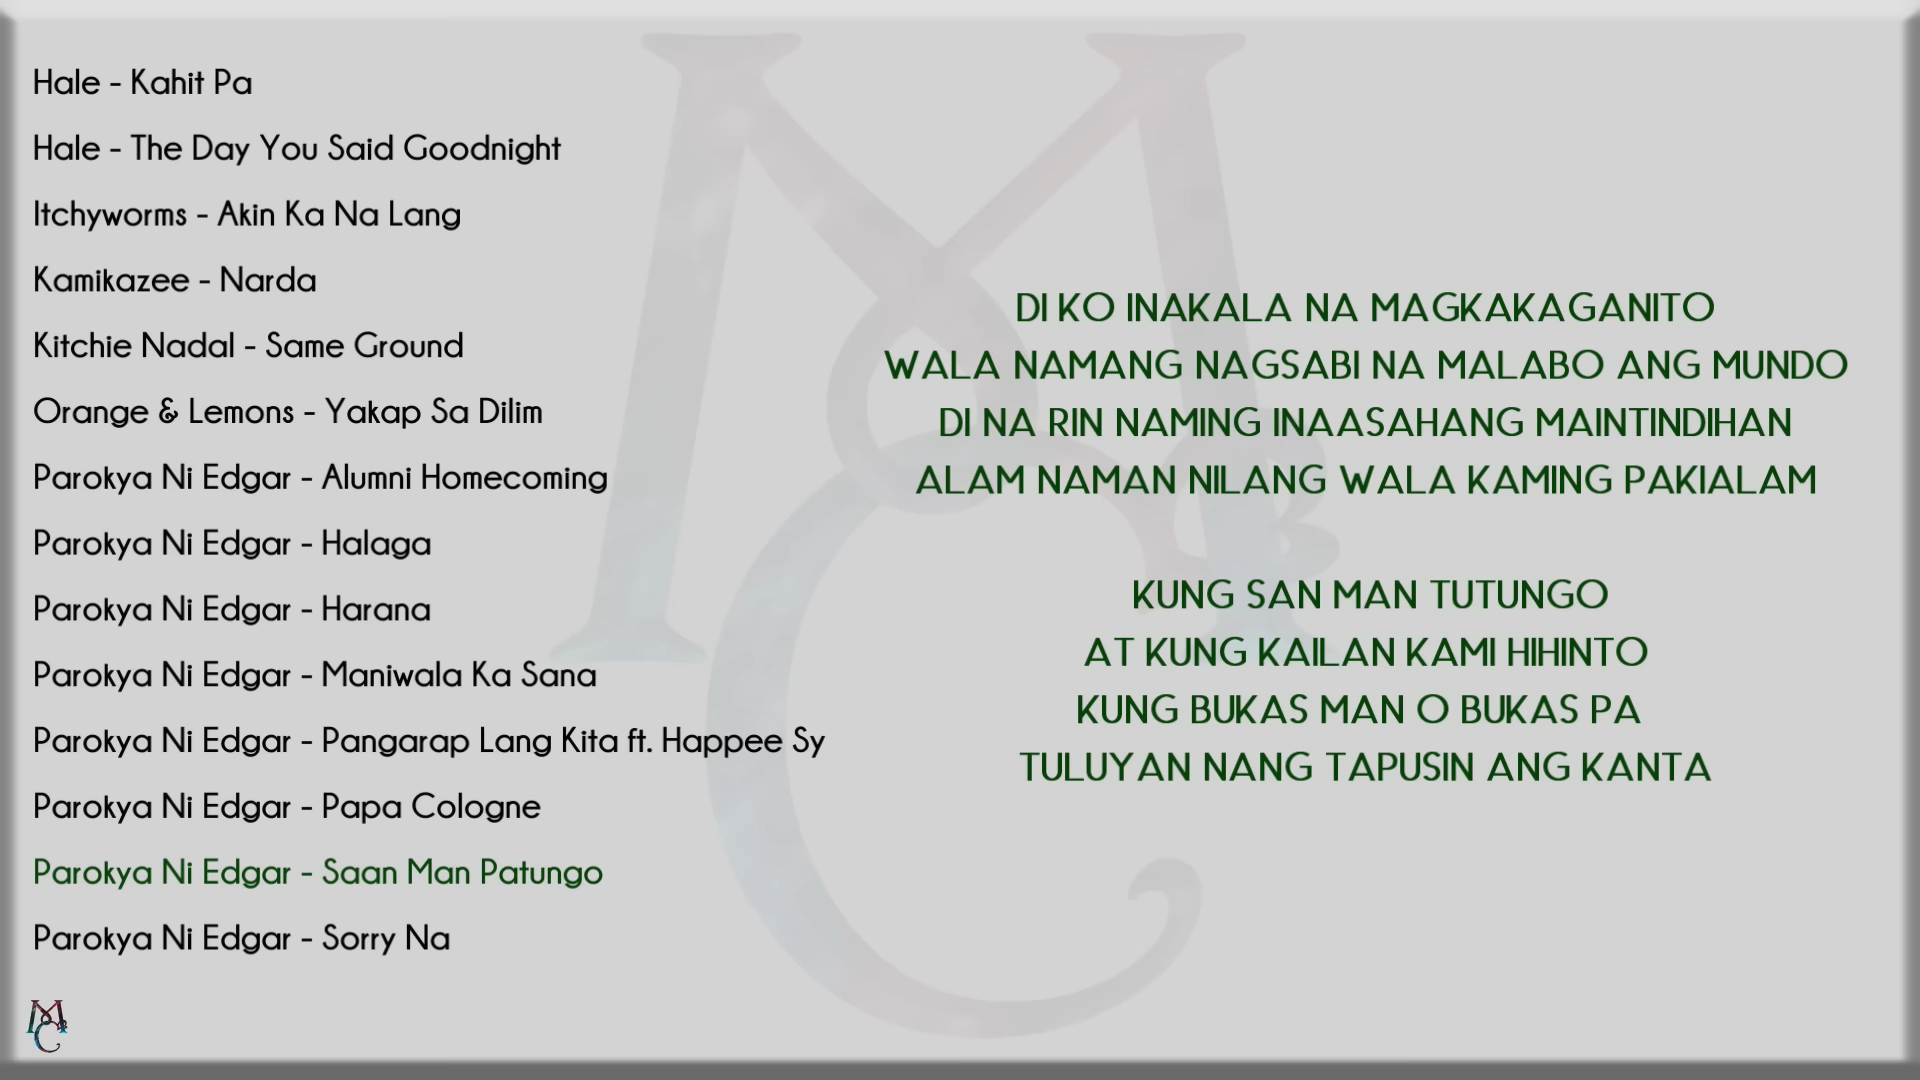 Hale - Kahit Pa
Hale - The Day You Said Goodnight
Itchyworms - Akin Ka Na Lang
Kamikazee - Narda
Kitchie Nadal - Same Ground
Orange & Lemons - Yakap Sa Dilim
Parokya Ni Edgar - Alumni Homecoming
Parokya Ni Edgar - Halaga
Parokya Ni Edgar - Harana
Parokya Ni Edgar - Maniwala Ka Sana
Parokya Ni Edgar - Pangarap Lang Kita ft. Happee Sy
Parokya Ni Edgar - Papa Cologne
Parokya Ni Edgar - Saan Man Patungo
Parokya Ni Edgar - Sorry Na
DI KO INAKALA NA MAGKAKAGANITO
WALA NAMANG NAGSABI NA MALABO ANG MUNDO
DI NA RIN NAMING INAASAHANG MAINTINDIHAN
ALAM NAMAN NILANG WALA KAMING PAKIALAM
KUNG SAN MAN TUTUNGO
AT KUNG KAILAN KAMI HIHINTO
KUNG BUKAS MAN O BUKAS PA
TULUYAN NANG TAPUSIN ANG KANTA